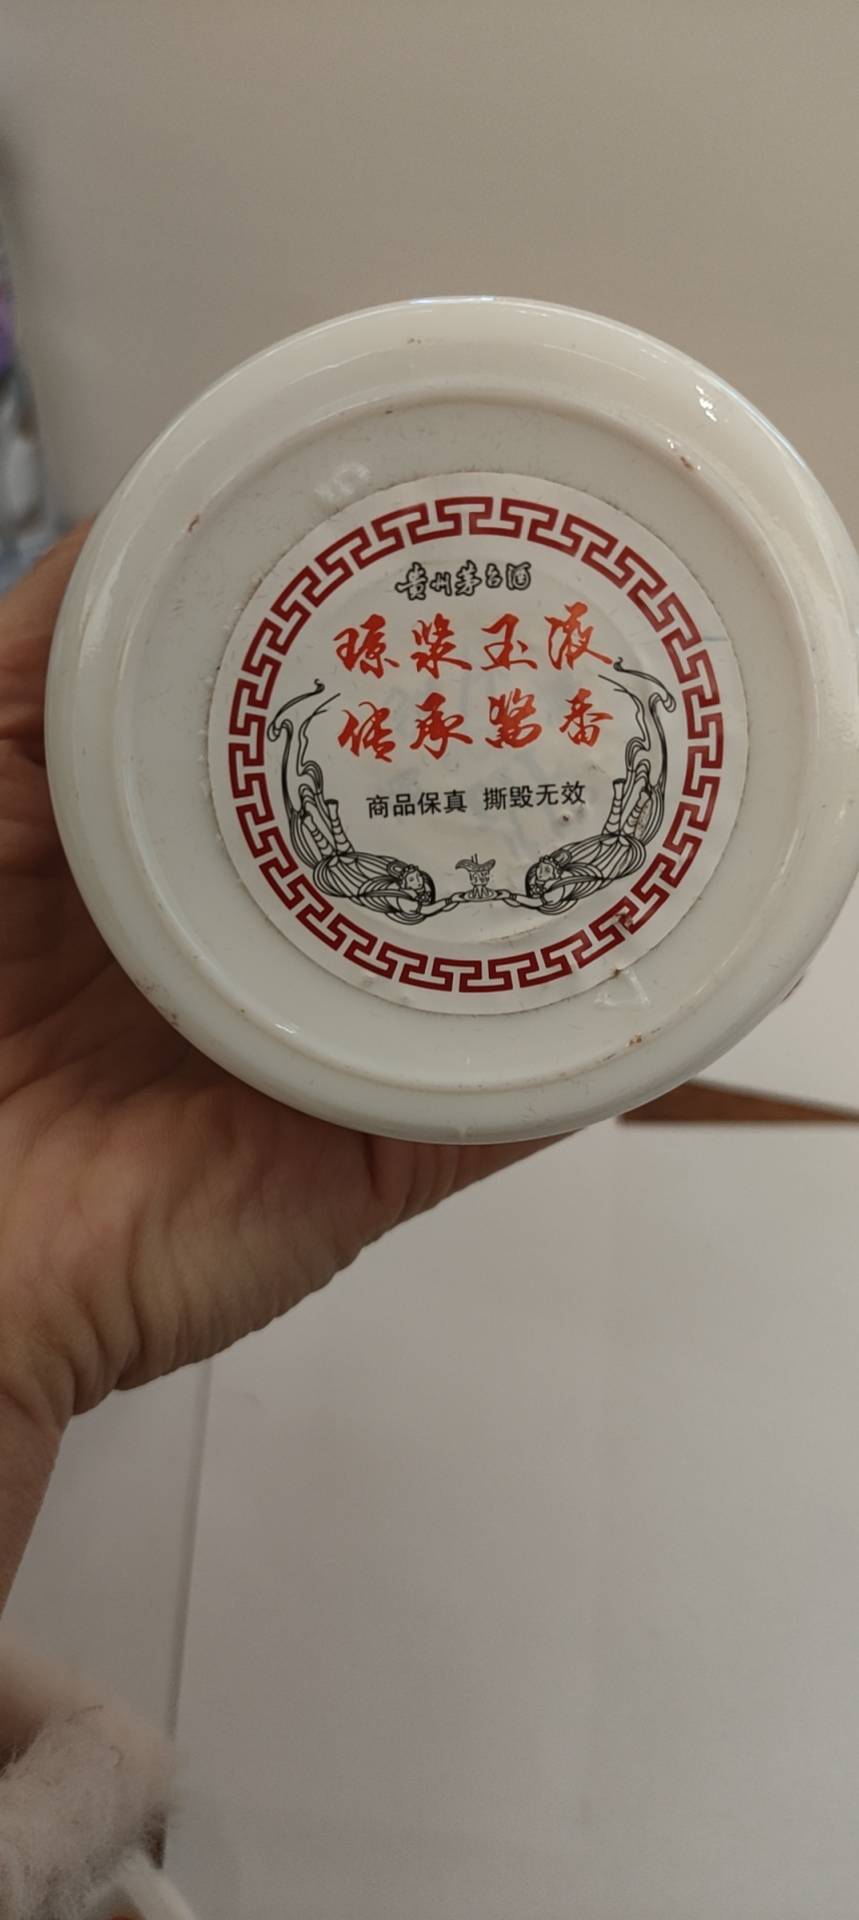 贵州茅台酒
琼浆玉液
传承酱香
商品保真 撕毁无效